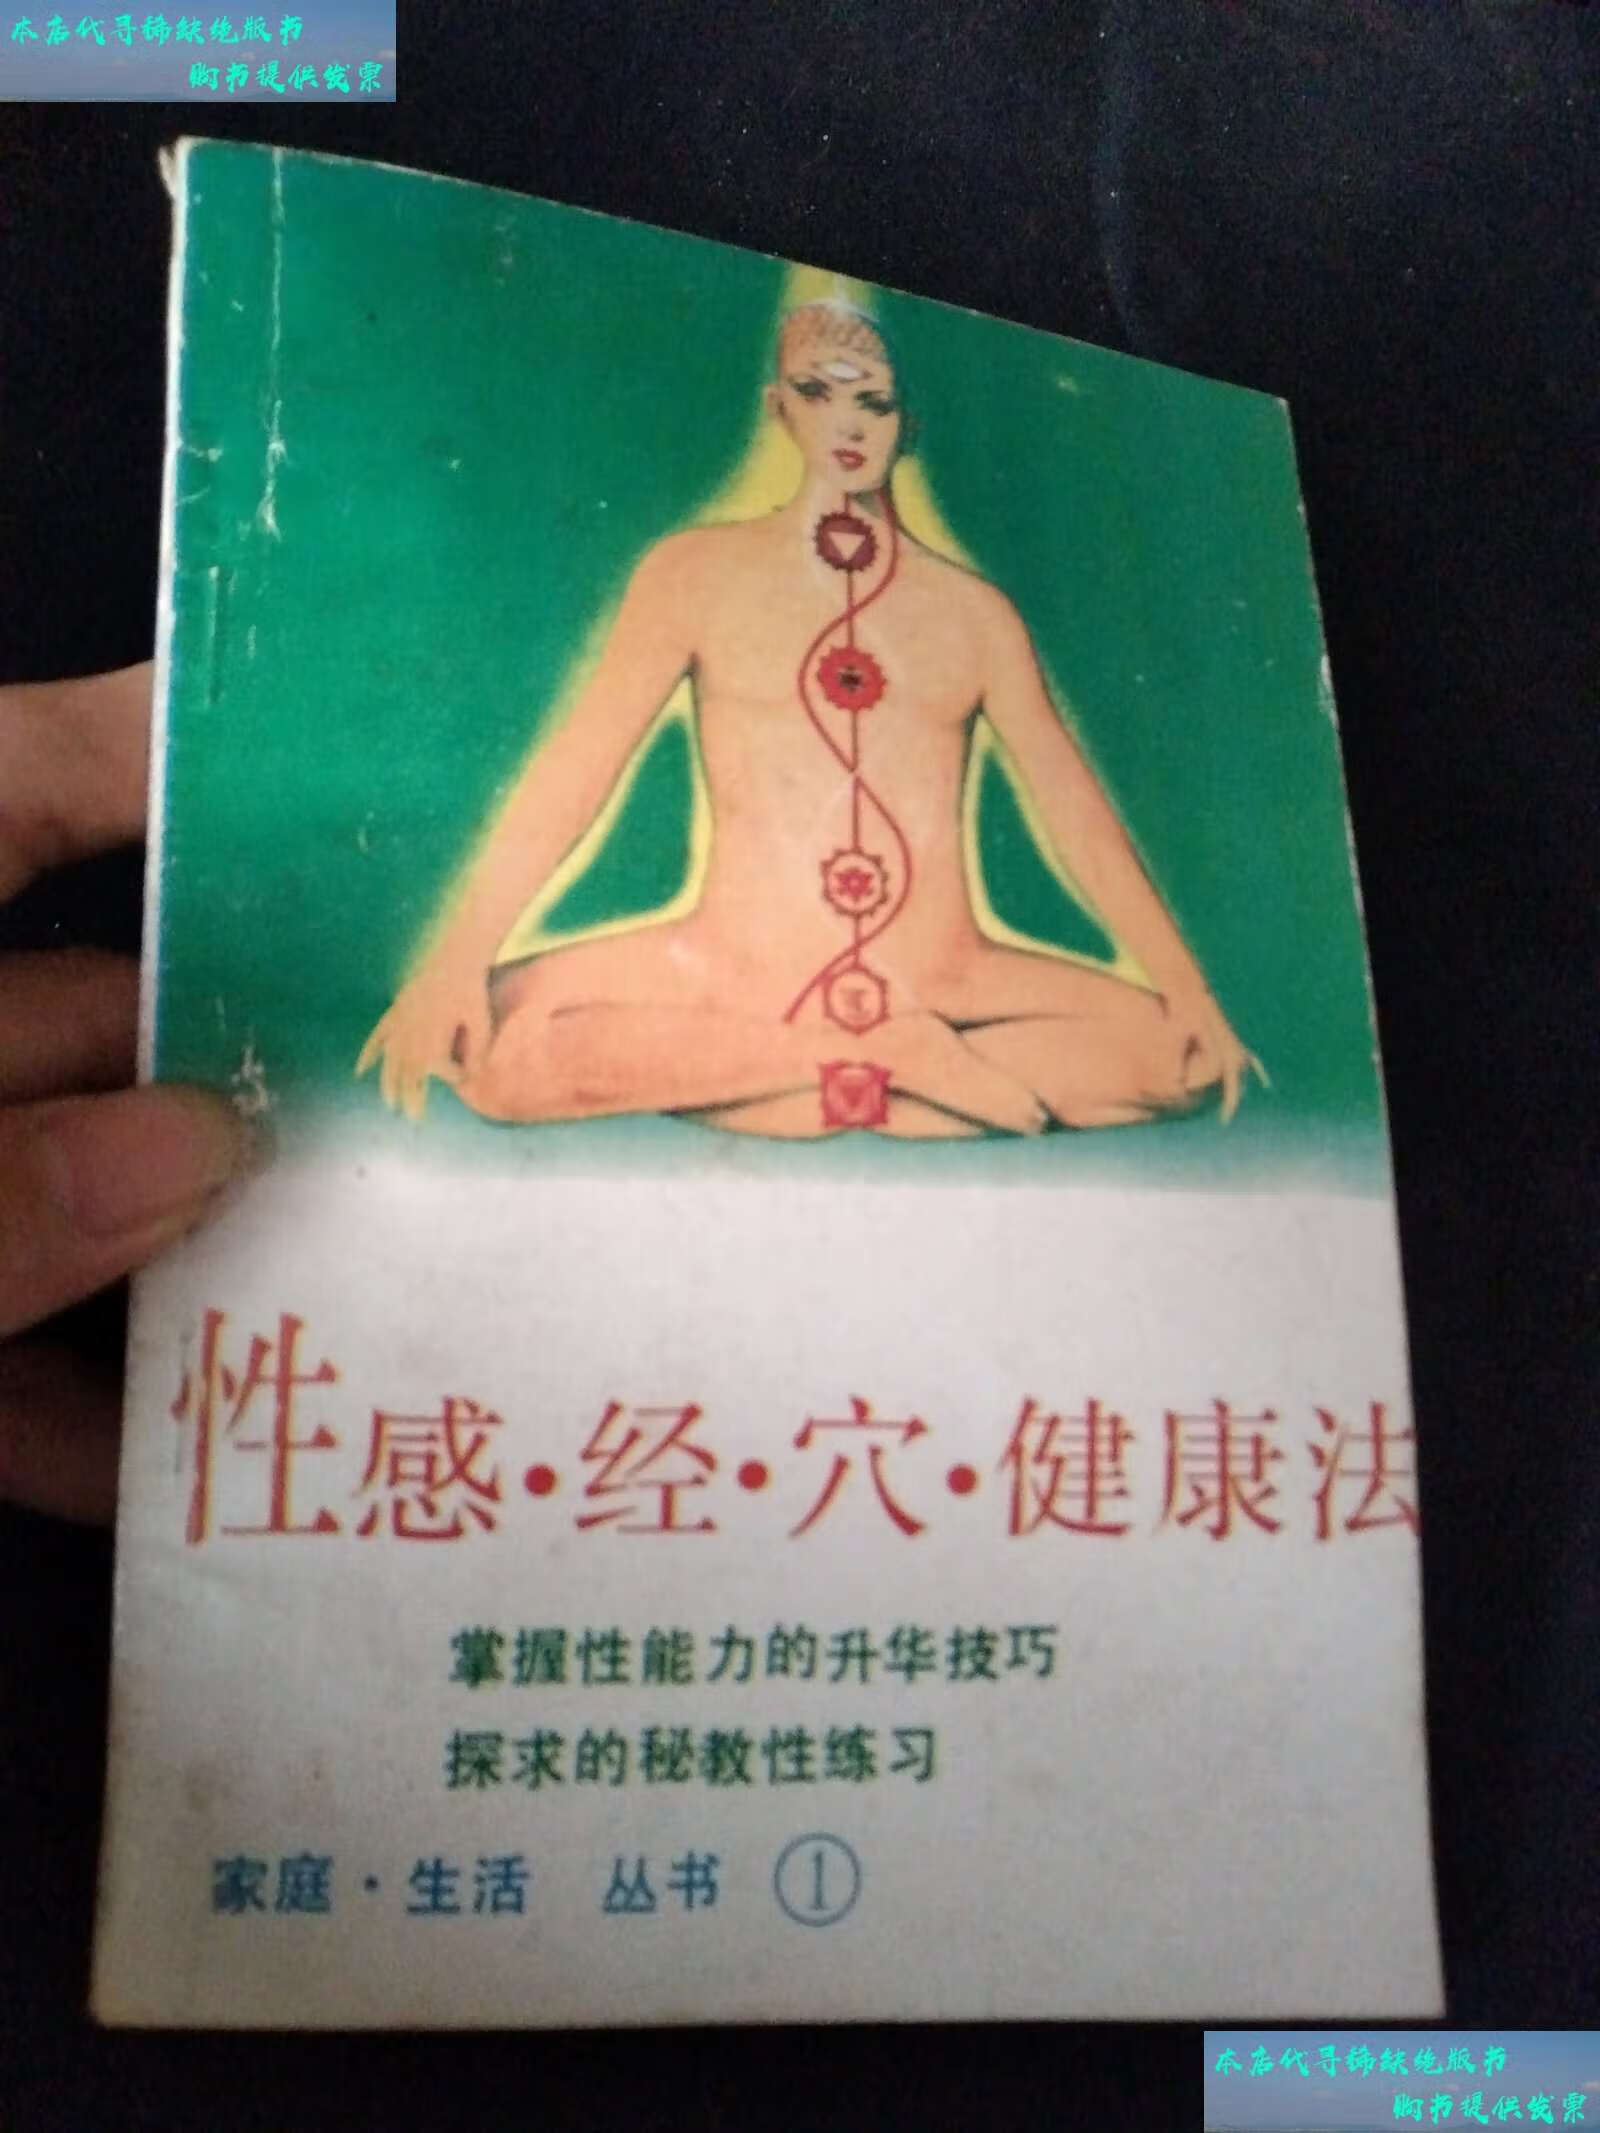 本店代寻稀缺绝版书
购书提供发票
性感·经·穴·健康法
掌握性能力的升华技巧
探求的秘教性练习
家庭·生活 丛书 ①
本店代寻稀缺绝版书
购书提供发票